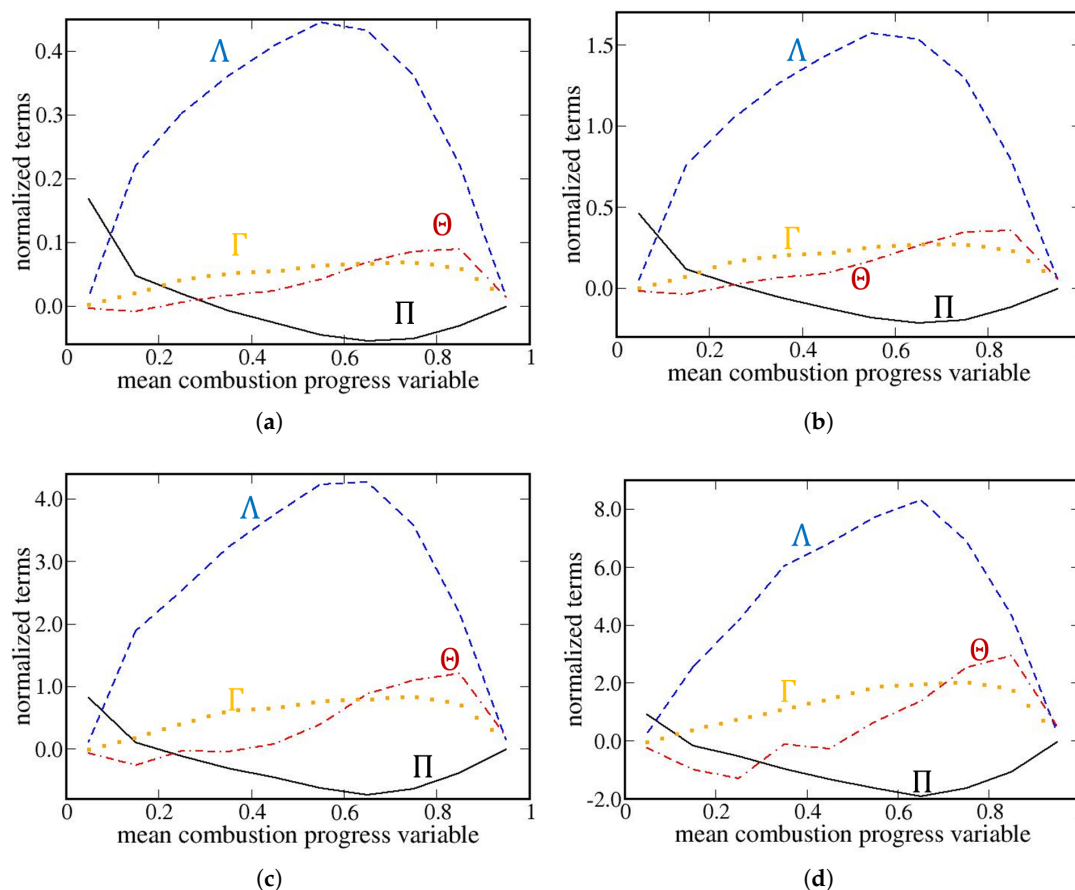 0.4
0.3
0.2
0.1
0.0
normalized terms
Λ
Γ
Θ
Π
0 0.2 0.4 0.6 0.8 1
mean combustion progress variable
(a)
1.5
1.0
0.5
0.0
normalized terms
Λ
Γ
Θ
Π
0 0.2 0.4 0.6 0.8
mean combustion progress variable
(b)
4.0
3.0
2.0
1.0
0.0
normalized terms
Λ
Γ
Θ
Π
0 0.2 0.4 0.6 0.8 1
mean combustion progress variable
(c)
8.0
6.0
4.0
2.0
0.0
-2.0
normalized terms
Λ
Γ
Θ
Π
0 0.2 0.4 0.6 0.8
mean combustion progress variable
(d)